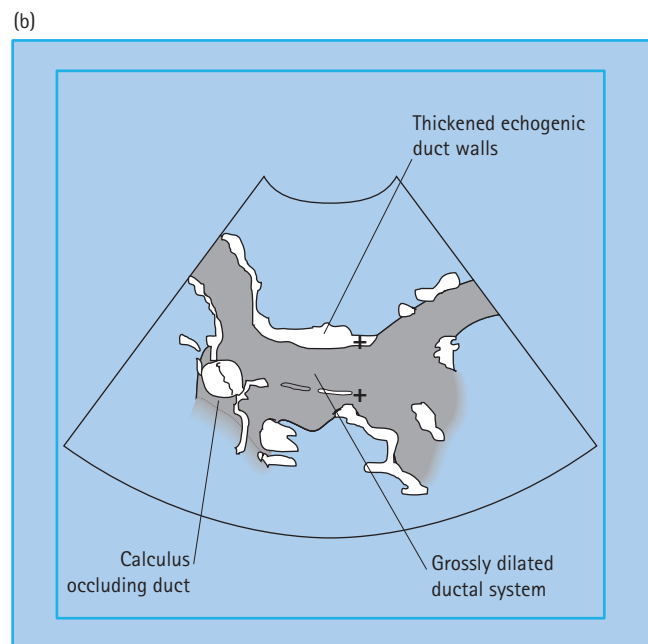 (b)
Thickened echogenic
duct walls
Calculus
occluding duct
Grossly dilated
ductal system